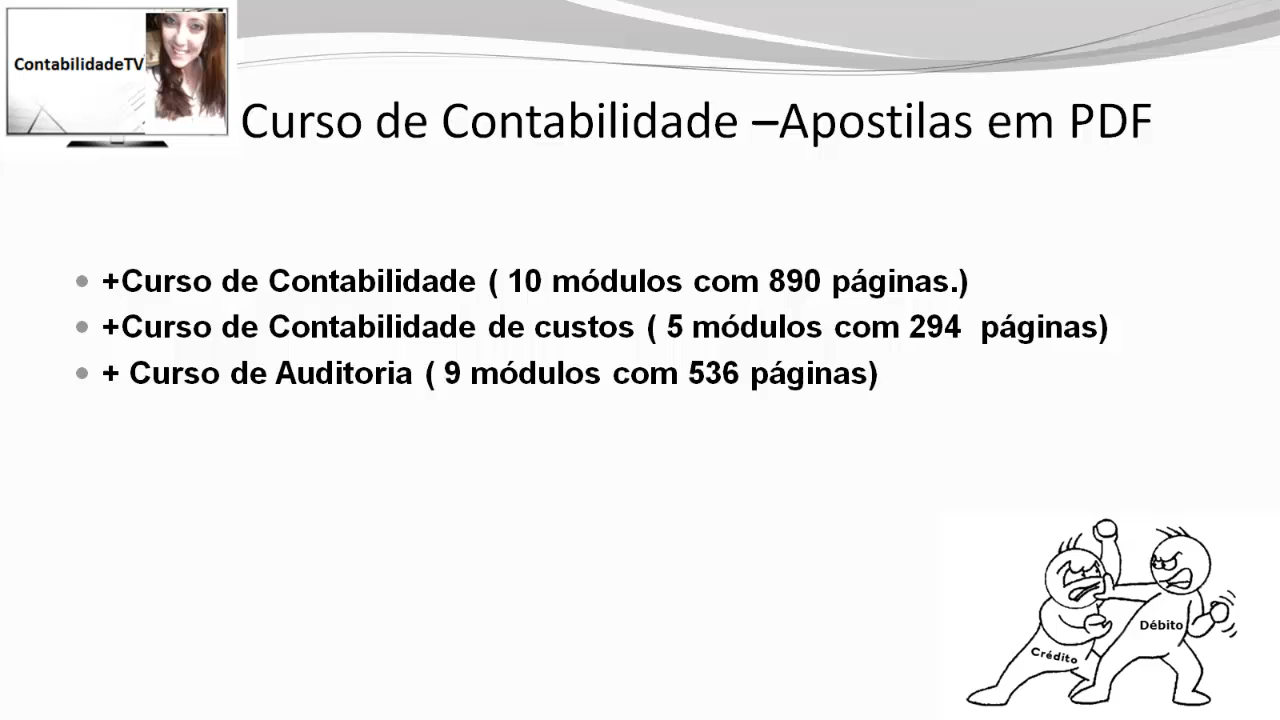 ContabilidadeTV
Curso de Contabilidade –Apostilas em PDF
+Curso de Contabilidade ( 10 módulos com 890 páginas.)
+Curso de Contabilidade de custos ( 5 módulos com 294 páginas)
+ Curso de Auditoria ( 9 módulos com 536 páginas)
Débito
Crédito